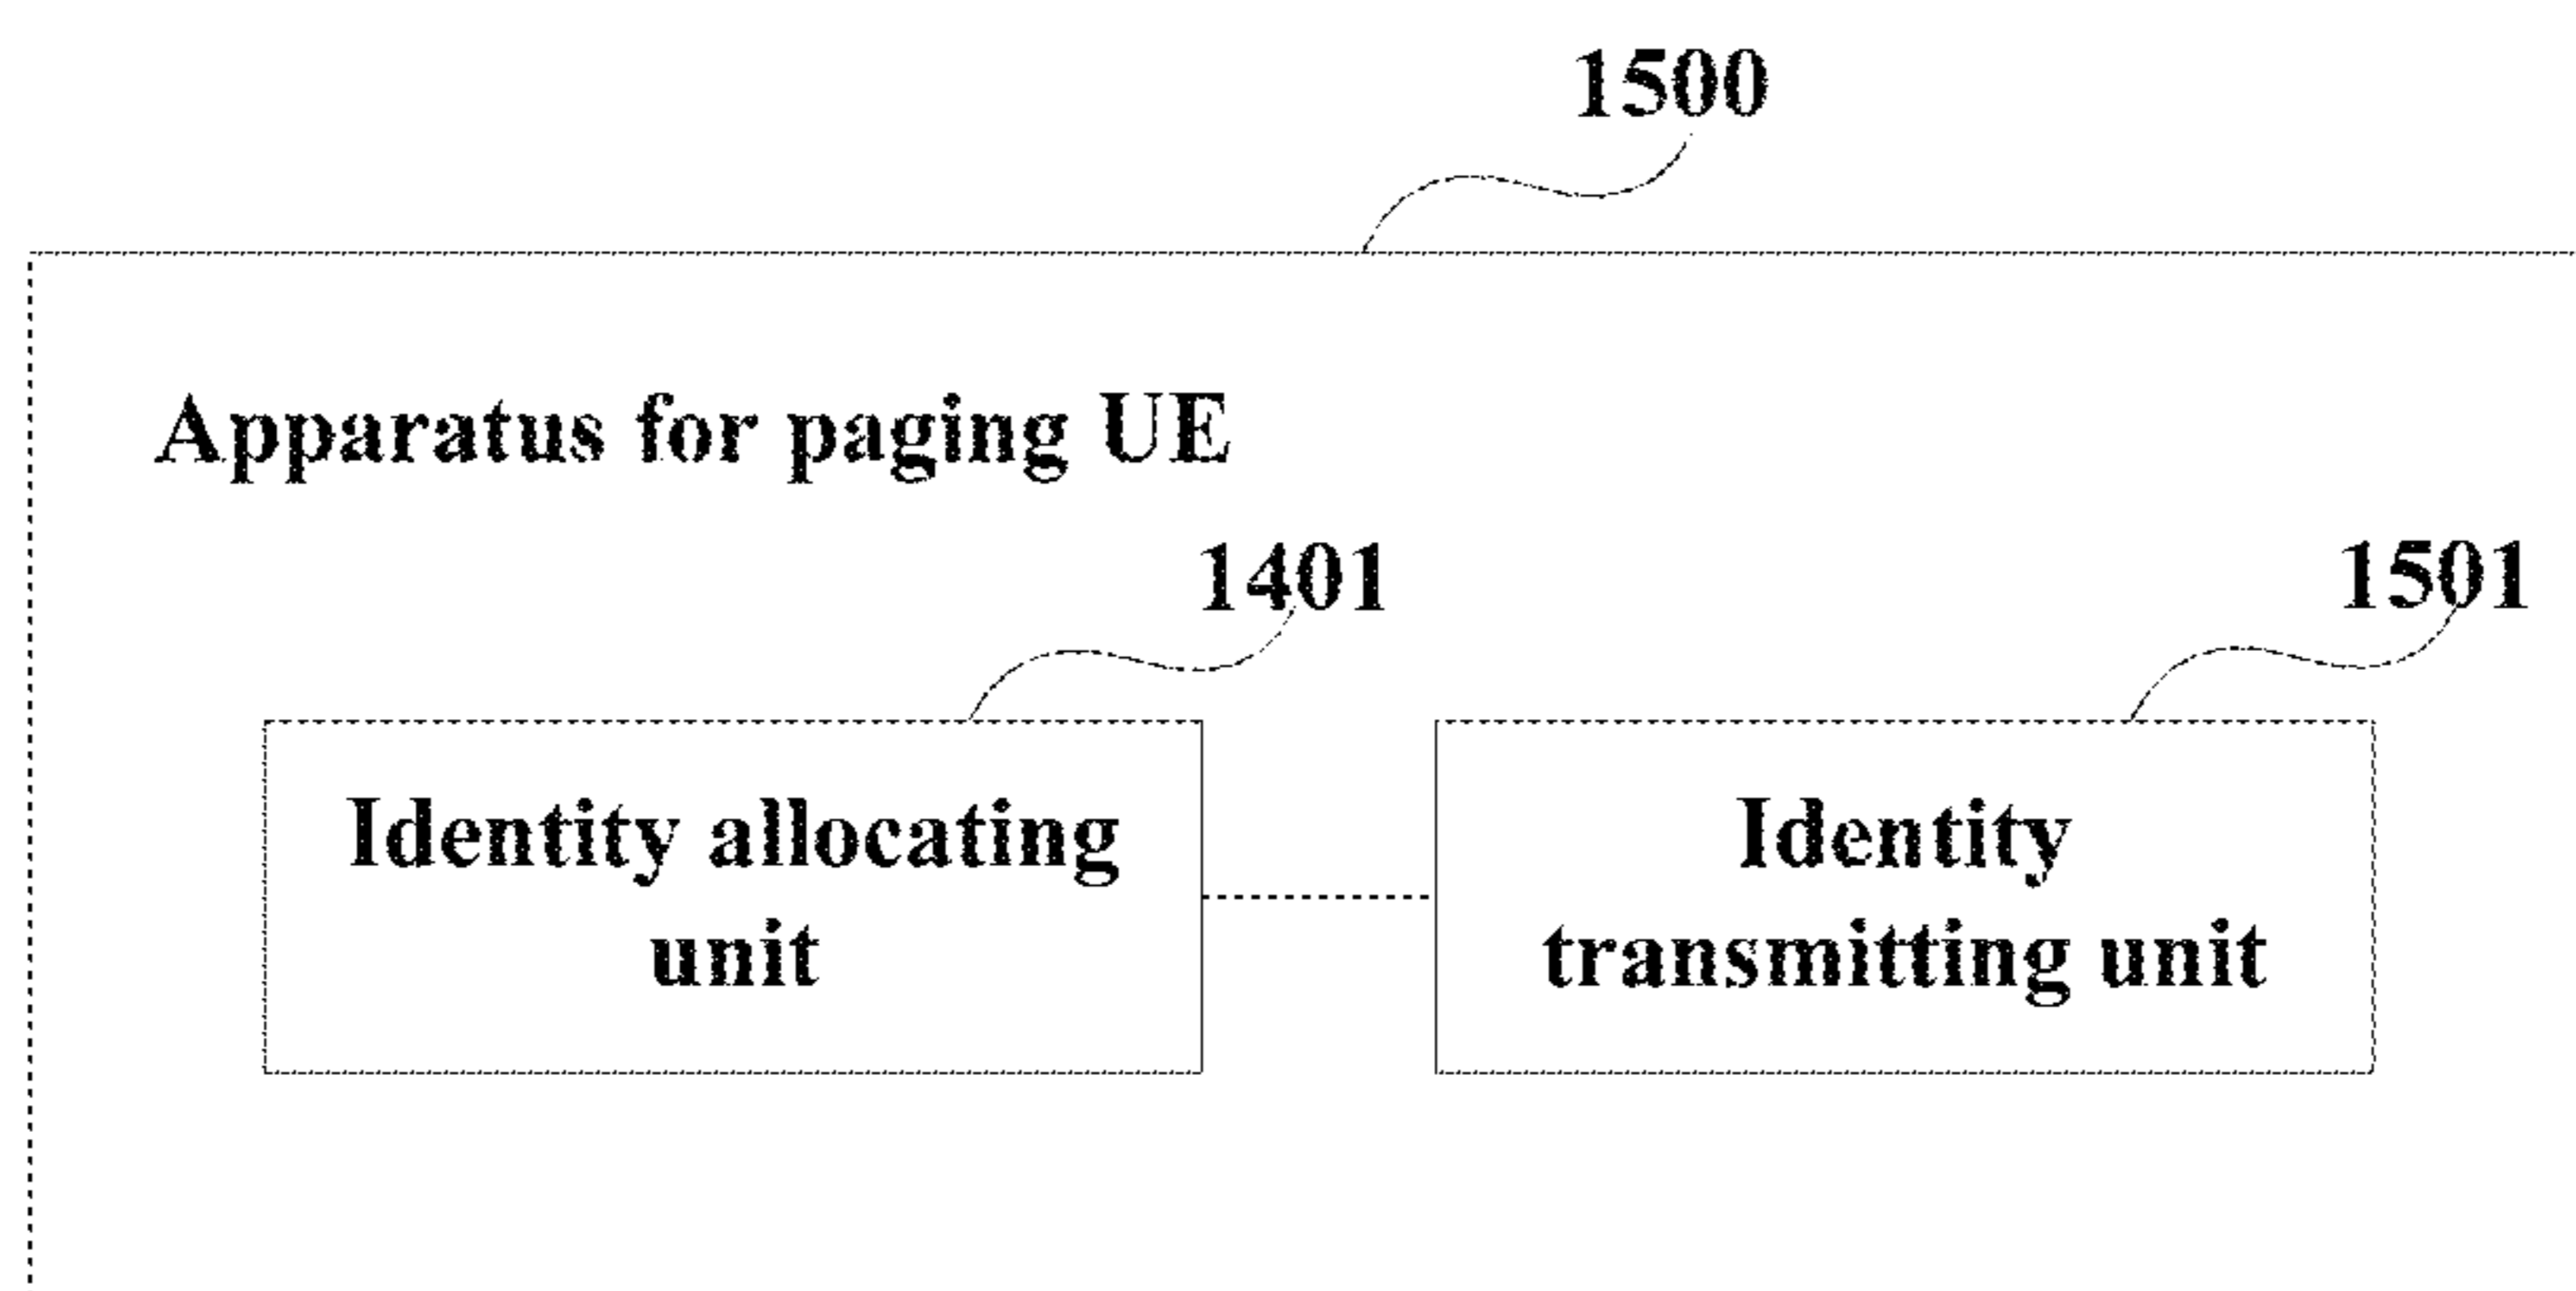 1500
Apparatus for paging UE
1401
1501
Identity allocating
unit
Identity
transmitting unit